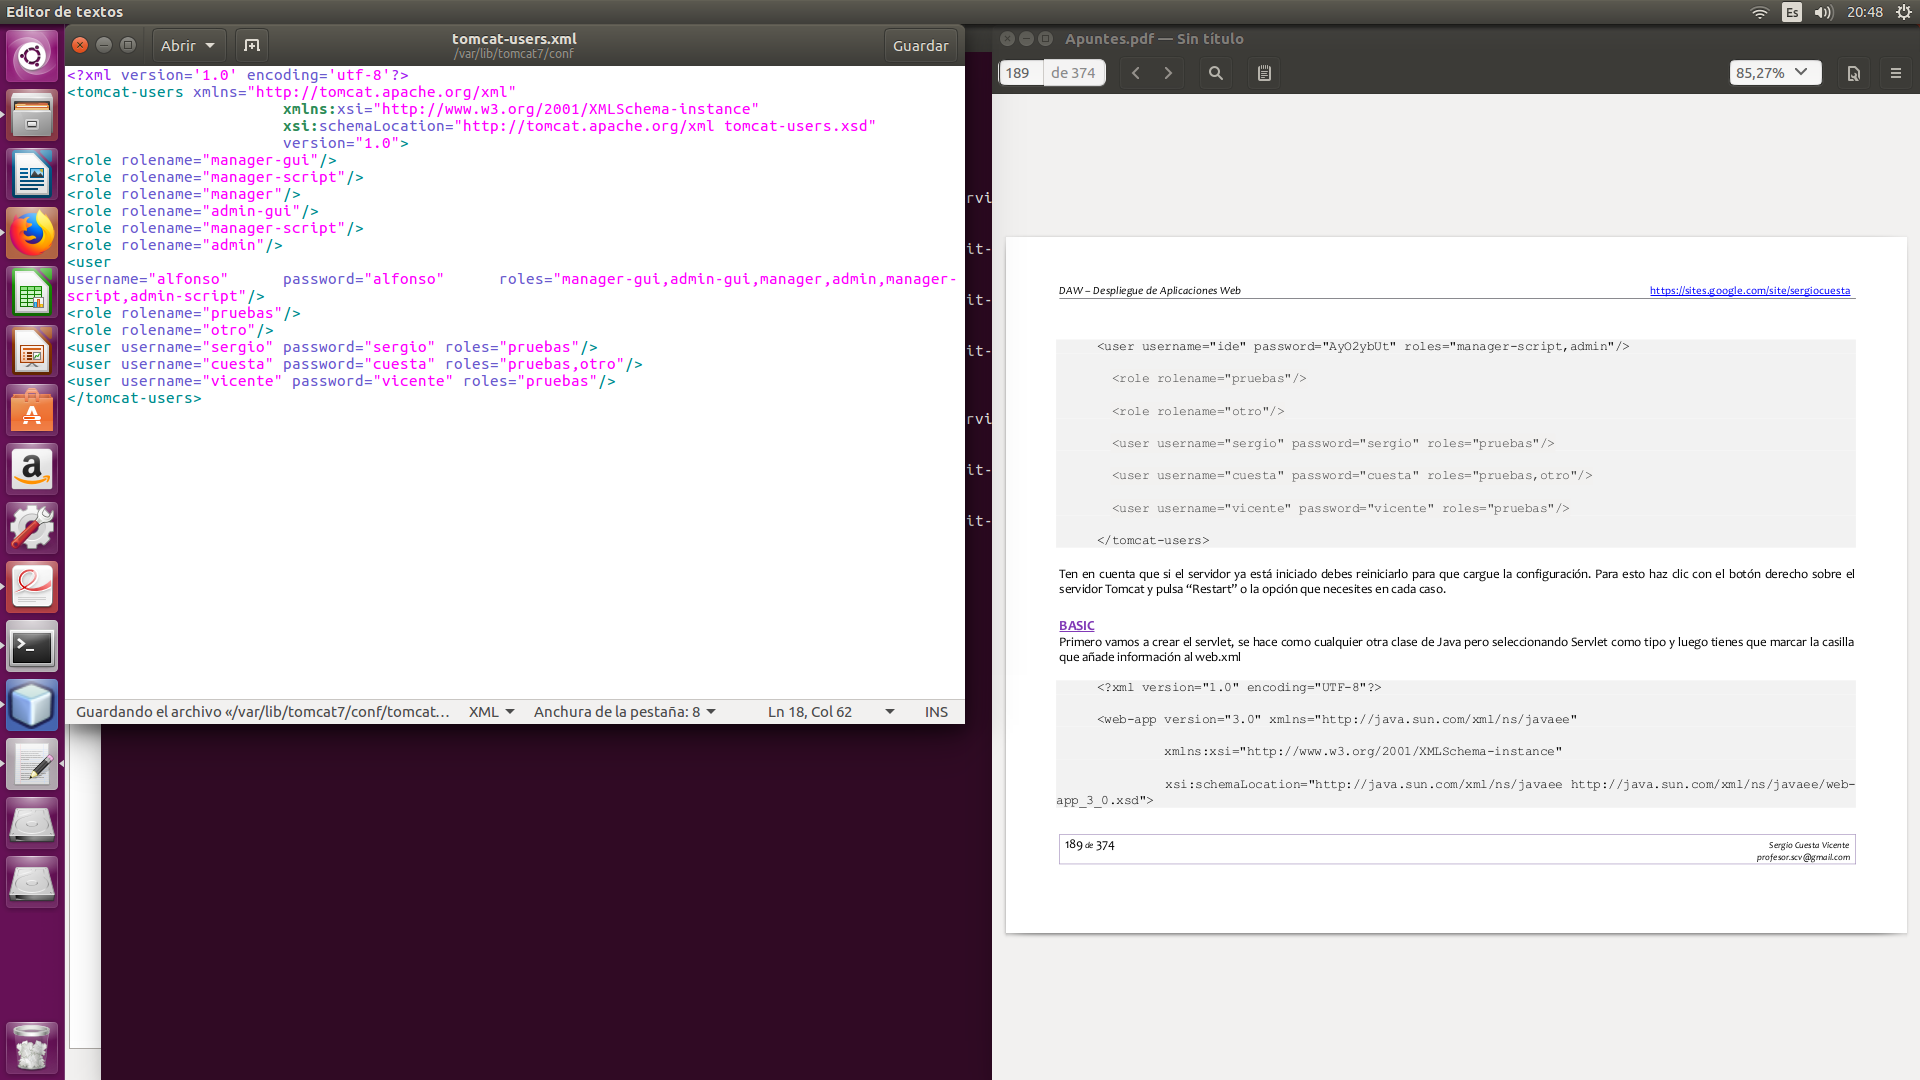 Editor de textos
Es
20:48
Abrir
tomcat-users.xml
/var/lib/tomcat7/conf
Guardar
<?xml version='1.0' encoding='utf-8'?>
<tomcat-users xmlns="http://tomcat.apache.org/xml"
xmlns:xsi="http://www.w3.org/2001/XMLSchema-instance"
xsi:schemaLocation="http://tomcat.apache.org/xml tomcat-users.xsd"
version="1.0">
<role rolename="manager-gui"/>
<role rolename="manager-script"/>
<role rolename="manager"/>
<role rolename="admin-gui"/>
<role rolename="manager-script"/>
<role rolename="admin"/>
<user
username="alfonso" password="alfonso" roles="manager-gui,admin-gui,manager,admin,manager-
script,admin-script"/>
<role rolename="pruebas"/>
<role rolename="otro"/>
<user username="sergio" password="sergio" roles="pruebas"/>
<user username="cuesta" password="cuesta" roles="pruebas,otro"/>
<user username="vicente" password="vicente" roles="pruebas"/>
</tomcat-users>
Guardando el archivo «/var/lib/tomcat7/conf/tomcat…
XML
Anchura de la pestaña: 8
Ln 18, Col 62
INS
rvi
it-
it-
it-
rvi
it-
it-
Apuntes.pdf — Sin título
189 de 374
85,27%
DAW – Despliegue de Aplicaciones Web
https://sites.google.com/site/sergiocuesta
<user username="ide" password="AyO2ybUt" roles="manager-script,admin"/>
<role rolename="pruebas"/>
<role rolename="otro"/>
<user username="sergio" password="sergio" roles="pruebas"/>
<user username="cuesta" password="cuesta" roles="pruebas,otro"/>
<user username="vicente" password="vicente" roles="pruebas"/>
</tomcat-users>
Ten en cuenta que si el servidor ya está iniciado debes reiniciarlo para que cargue la configuración. Para esto haz clic con el botón derecho sobre el
servidor Tomcat y pulsa “Restart” o la opción que necesites en cada caso.
BASIC
Primero vamos a crear el servlet, se hace como cualquier otra clase de Java pero seleccionando Servlet como tipo y luego tienes que marcar la casilla
que añade información al web.xml
<?xml version="1.0" encoding="UTF-8"?>
<web-app version="3.0" xmlns="http://java.sun.com/xml/ns/javaee"
xmlns:xsi="http://www.w3.org/2001/XMLSchema-instance"
xsi:schemaLocation="http://java.sun.com/xml/ns/javaee http://java.sun.com/xml/ns/javaee/web-
app_3_0.xsd">
189 de 374
Sergio Cuesta Vicente
profesor.scv@gmail.com